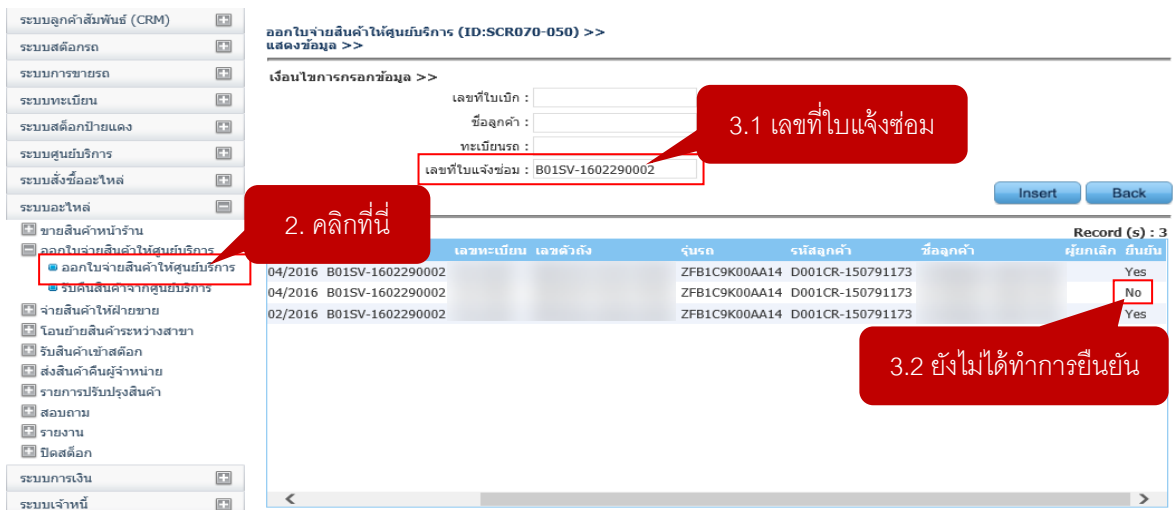 ระบบลูกค้าสัมพันธ์ (CRM)
ระบบสต๊อกรถ
ระบบการขายรถ
ระบบทะเบียน
ระบบสต็อกป้ายแดง
ระบบศูนย์บริการ
ระบบสั่งซื้ออะไหล่
ระบบอะไหล่
ขายสินค้าหน้าร้าน
ออกใบจ่ายสินค้าให้ศูนย์บริการ
ออกใบจ่ายสินค้าให้ศูนย์บริการ
รับคืนสินค้าจากศูนย์บริการ
จ่ายสินค้าให้ฝ่ายขาย
โอนย้ายสินค้าระหว่างสาขา
รับสินค้าเข้าสต๊อก
ส่งสินค้าคืนผู้จำหน่าย
รายการปรับปรุงสินค้า
สอบถาม
รายงาน
ปิดสต็อก
ระบบการเงิน
ระบบเจ้าหนี้
ออกใบจ่ายสินค้าให้ศูนย์บริการ (ID:SCR070-050) >>
แสดงข้อมูล >>
เงื่อนไขการกรอกข้อมูล >>
เลขที่ใบเบิก :
ชื่อลูกค้า :
ทะเบียนรถ :
เลขที่ใบแจ้งซ่อม : B01SV-1602290002
3.1 เลขที่ใบแจ้งซ่อม
Insert Back
2. คลิกที่นี่
Record (s) : 3
เลขทะเบียน เลขตัวถัง รุ่นรถ รหัสลูกค้า ชื่อลูกค้า ผู้ยกเลิก ยืนยัน
04/2016 B01SV-1602290002 ZFB1C9K00AA14 D001CR-150791173 Yes
04/2016 B01SV-1602290002 ZFB1C9K00AA14 D001CR-150791173 No
02/2016 B01SV-1602290002 ZFB1C9K00AA14 D001CR-150791173 Yes
3.2 ยังไม่ได้ทำการยืนยัน